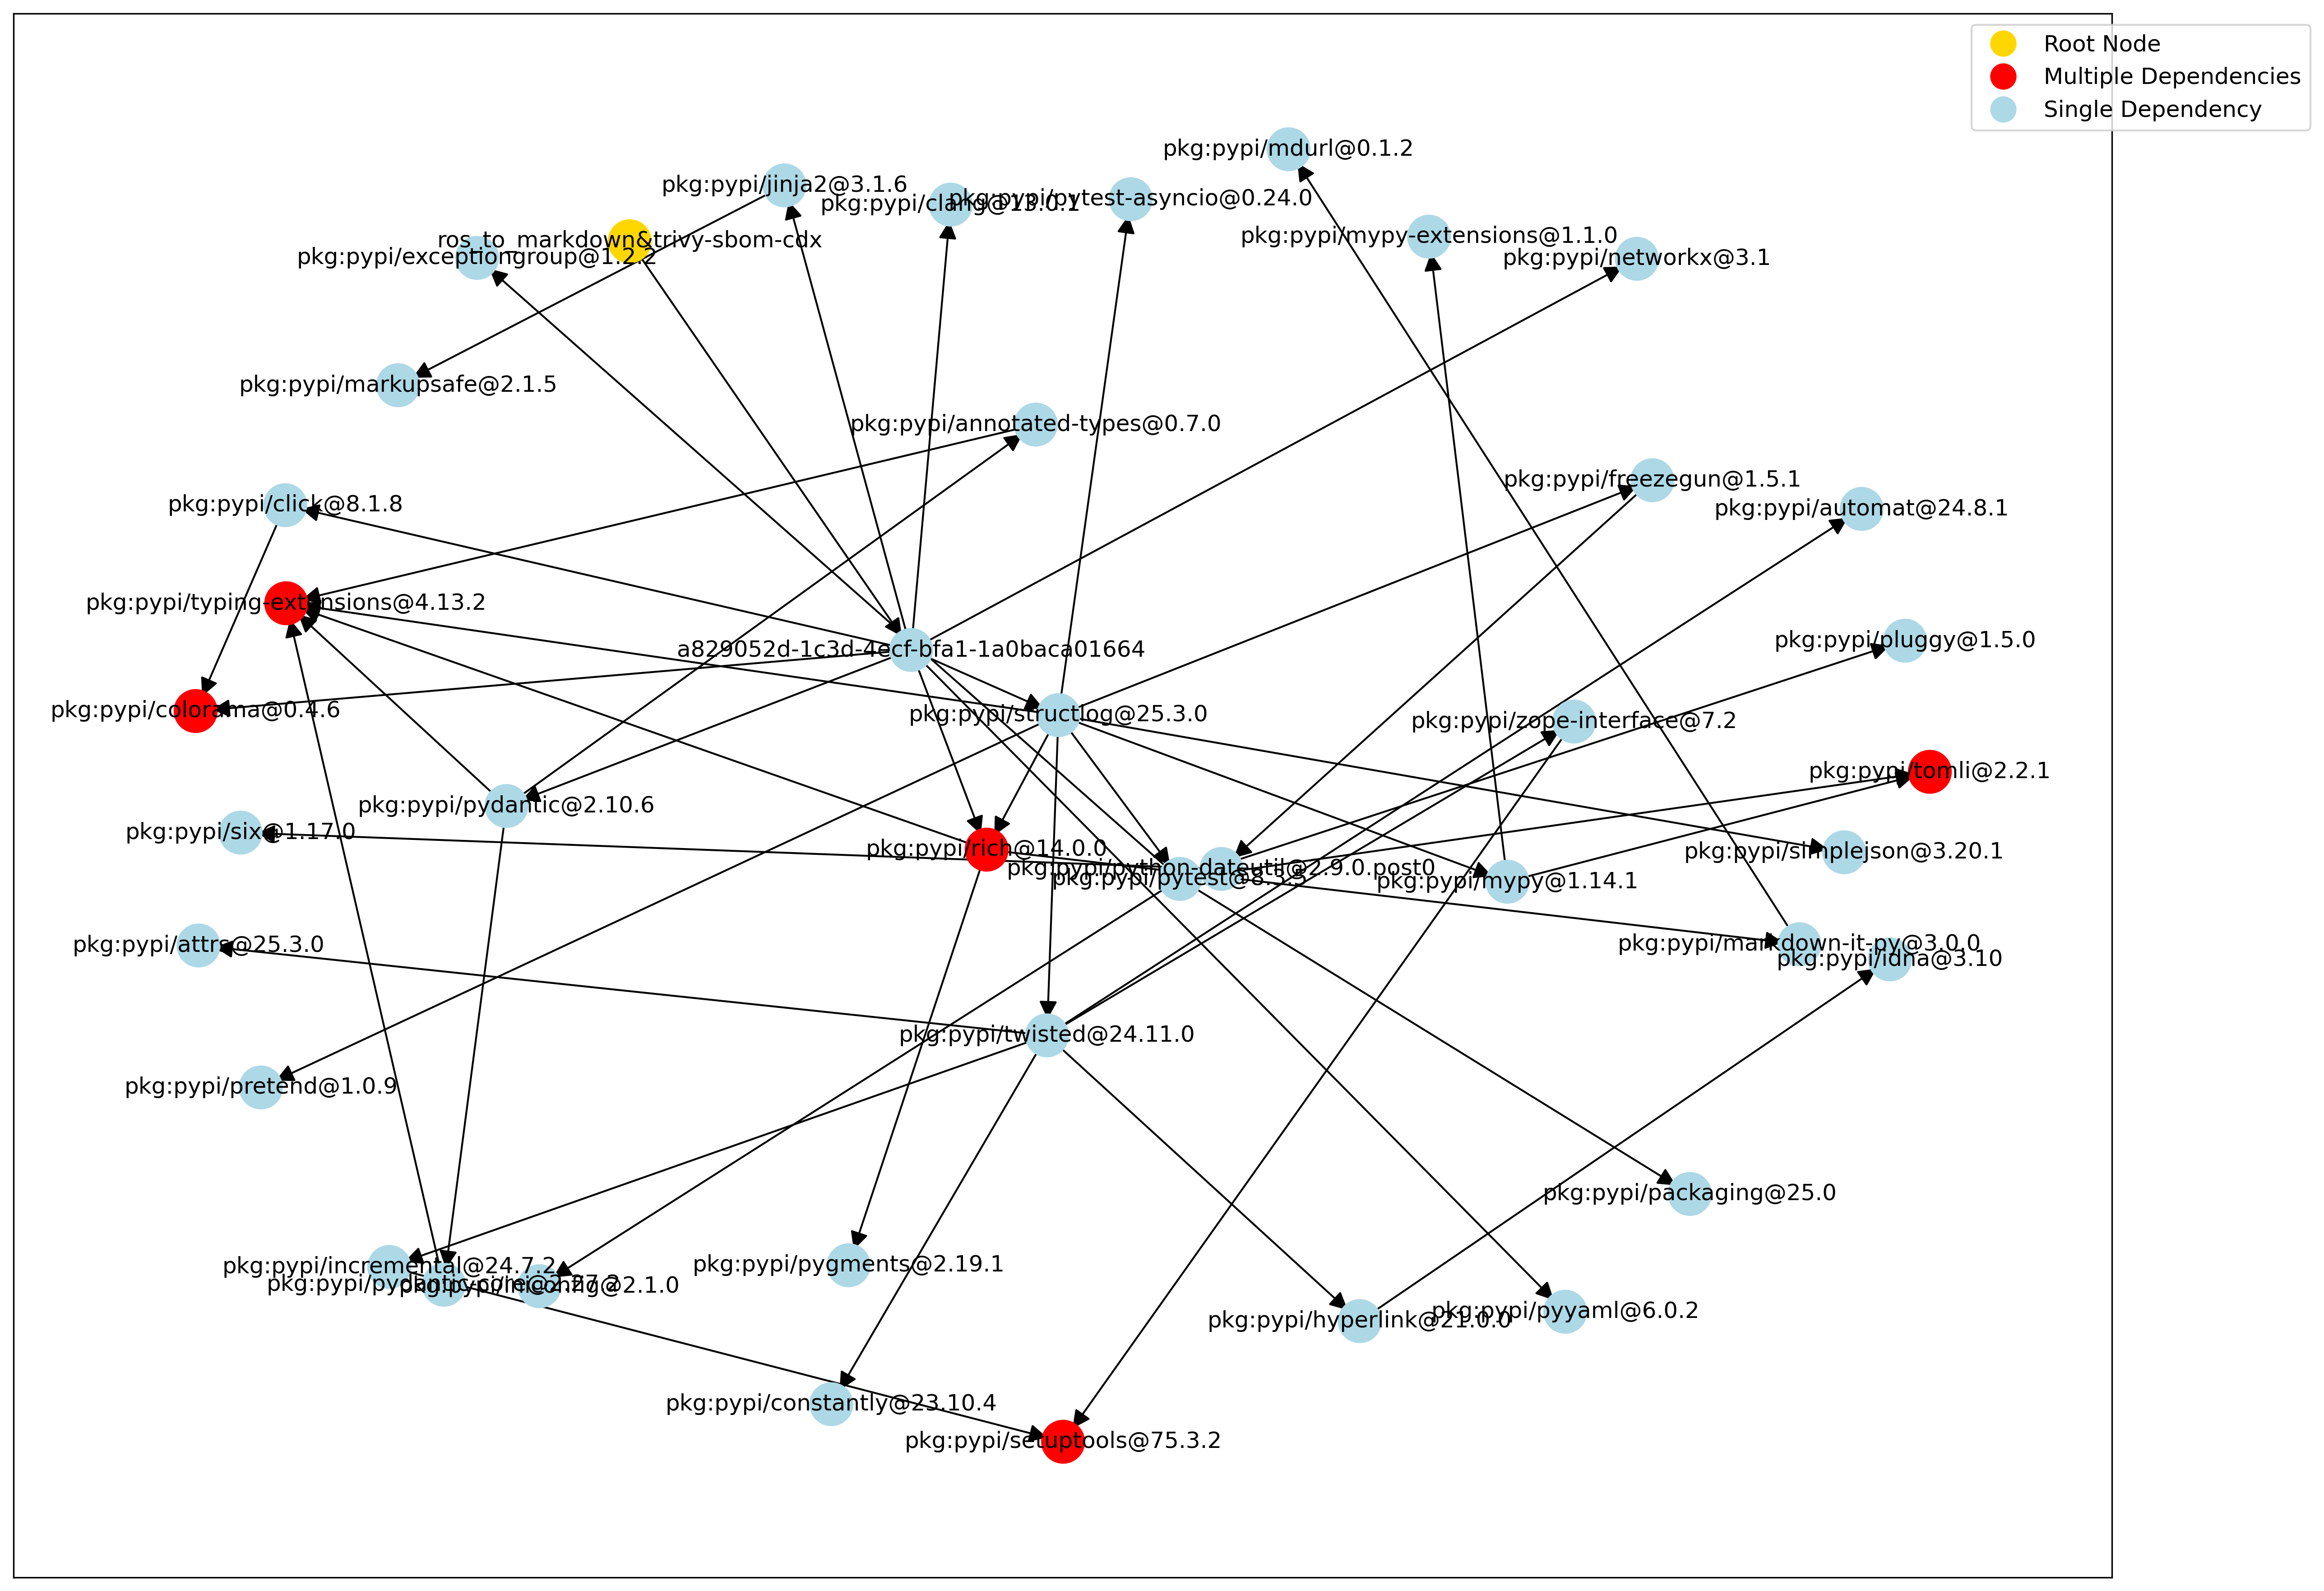 Root Node
Multiple Dependencies
Single Dependency
pkg:pypi/mdurl@0.1.2
pkg:pypi/jinja2@3.1.6
pkg:pypi/clang@13.0.1
pkg:pypi/pytest-asyncio@0.24.0
ros_to_markdown&trivy-sbom-cdx
pkg:pypi/mypy-extensions@1.1.0
pkg:pypi/exceptiongroup@1.2.2
pkg:pypi/networkx@3.1
pkg:pypi/markupsafe@2.1.5
pkg:pypi/annotated-types@0.7.0
pkg:pypi/freezegun@1.5.1
pkg:pypi/click@8.1.8
pkg:pypi/automat@24.8.1
pkg:pypi/typing-extensions@4.13.2
pkg:pypi/pluggy@1.5.0
a829052d-1c3d-4ecf-bfa1-1a0baca01664
pkg:pypi/colorama@0.4.6
pkg:pypi/structlog@25.3.0
pkg:pypi/zope-interface@7.2
pkg:pypi/tomli@2.2.1
pkg:pypi/pydantic@2.10.6
pkg:pypi/six@1.17.0
pkg:pypi/rich@14.0.0
pkg:pypi/simplejson@3.20.1
pkg:pypi/python-dateutil@2.9.0.post0
pkg:pypi/pytest@8.3.5
pkg:pypi/mypy@1.14.1
pkg:pypi/attrs@25.3.0
pkg:pypi/markdown-it-py@3.0.0
pkg:pypi/idna@3.10
pkg:pypi/twisted@24.11.0
pkg:pypi/pretend@1.0.9
pkg:pypi/packaging@25.0
pkg:pypi/incremental@24.7.2
pkg:pypi/pygments@2.19.1
pkg:pypi/pydantic-core@2.27.2
pkg:pypi/iniconfig@2.1.0
pkg:pypi/pyyaml@6.0.2
pkg:pypi/hyperlink@21.0.0
pkg:pypi/constantly@23.10.4
pkg:pypi/setuptools@75.3.2